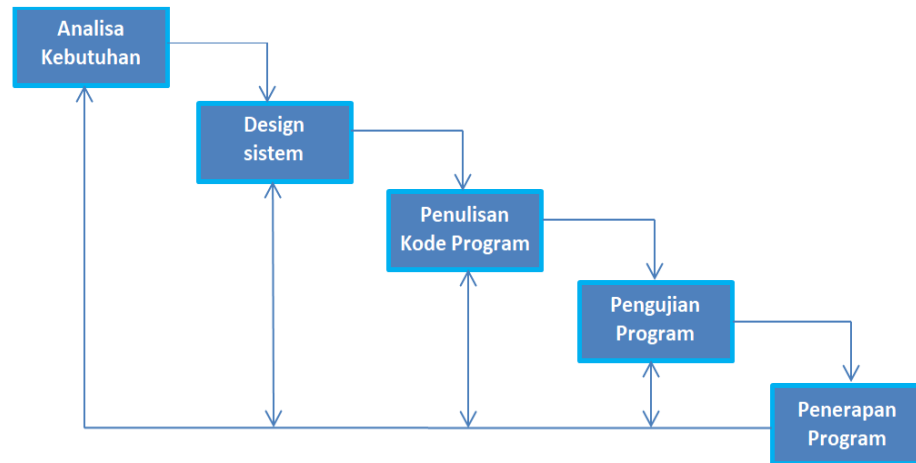 Analisa
Kebutuhan
Design
sistem
Penulisan
Kode Program
Pengujian
Program
Penerapan
Program